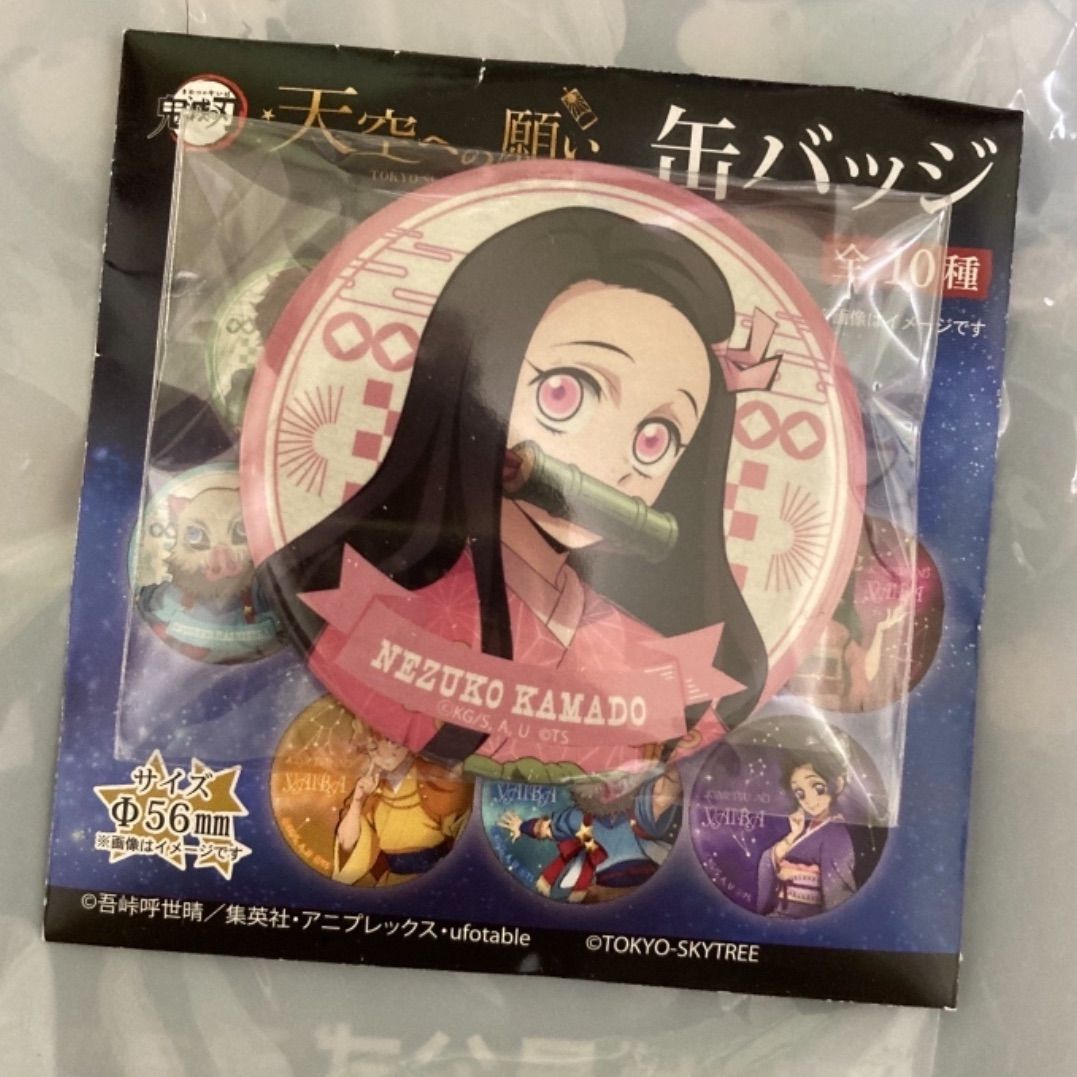 鬼滅の刃
天空への願い 缶バッジ
全10種
画像はイメージです
NEZUKO KAMADO
©KG/S, A, U ©TS
YAIBA
YAIBA
YAIBA
サイズ
Φ56mm
※画像はイメージです
©吾峠呼世晴／集英社・アニプレックス・ufotable
©TOKYO-SKYTREE